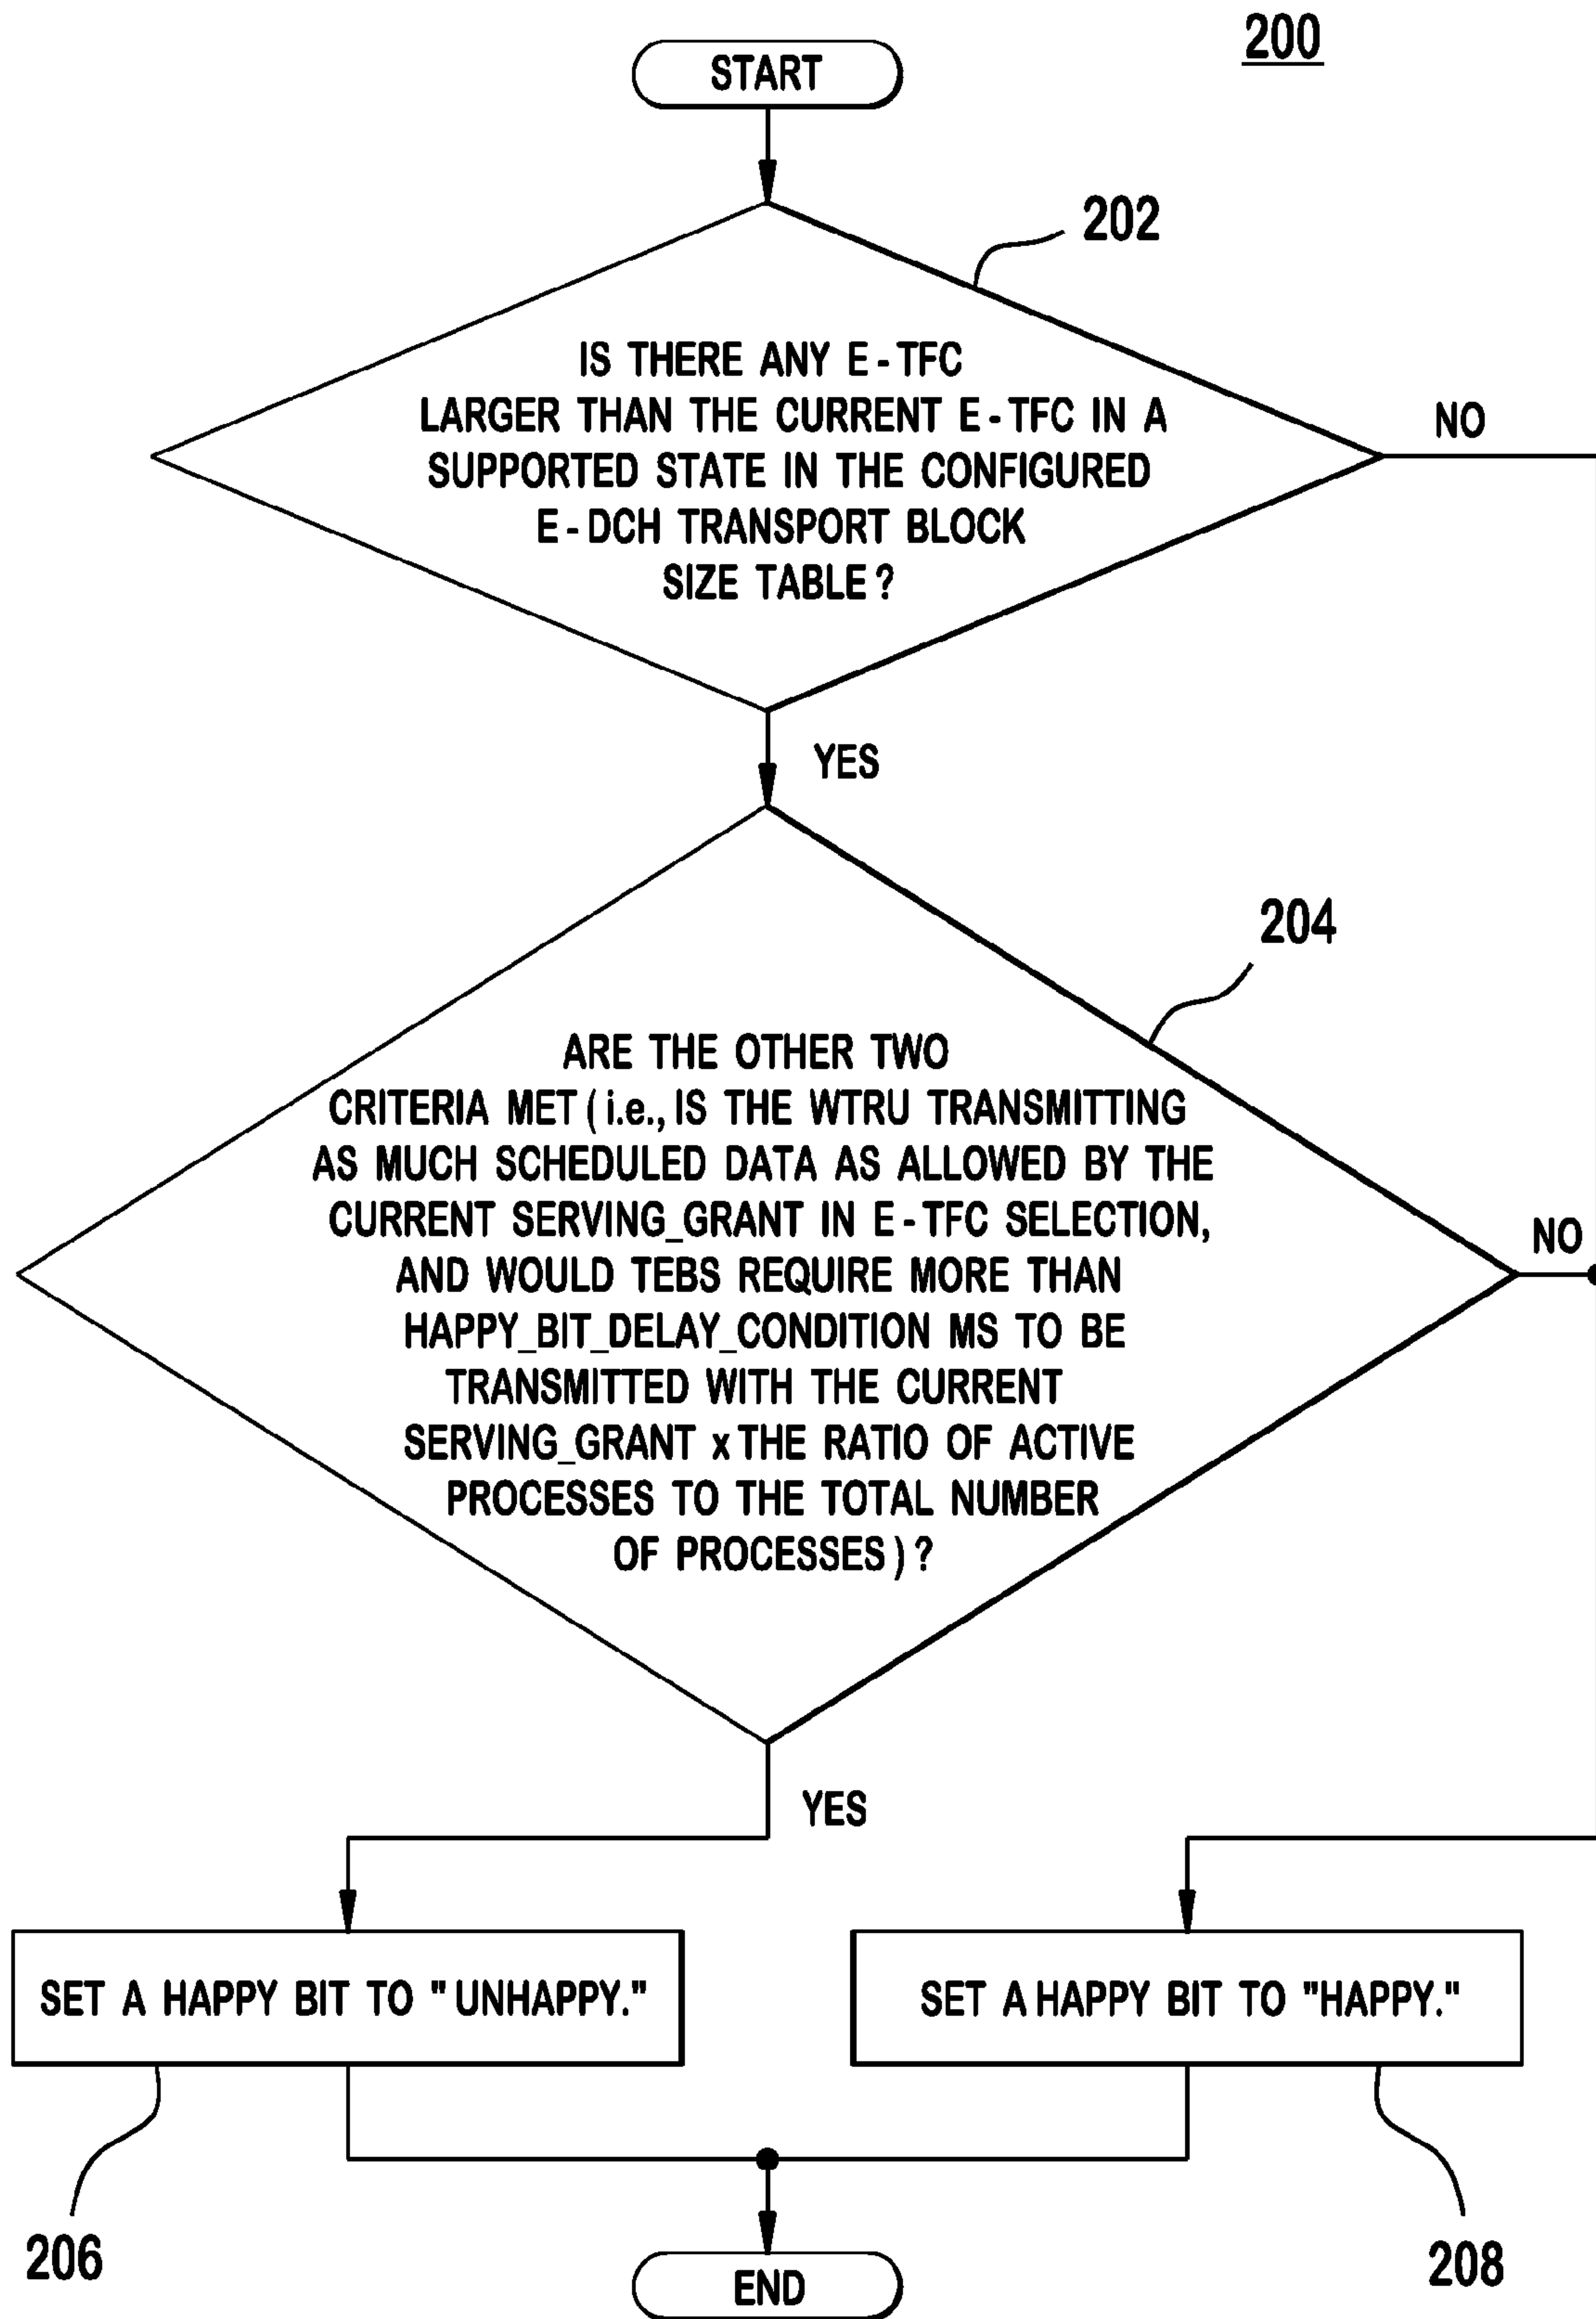 200
START
202
IS THERE ANY E-TFC
LARGER THAN THE CURRENT E-TFC IN A
SUPPORTED STATE IN THE CONFIGURED
E-DCH TRANSPORT BLOCK
SIZE TABLE?
NO
YES
204
ARE THE OTHER TWO
CRITERIA MET (i.e., IS THE WTRU TRANSMITTING
AS MUCH SCHEDULED DATA AS ALLOWED BY THE
CURRENT SERVING_GRANT IN E-TFC SELECTION,
AND WOULD TEBS REQUIRE MORE THAN
HAPPY_BIT_DELAY_CONDITION MS TO BE
TRANSMITTED WITH THE CURRENT
SERVING_GRANT x THE RATIO OF ACTIVE
PROCESSES TO THE TOTAL NUMBER
OF PROCESSES)?
NO
YES
SET A HAPPY BIT TO "UNHAPPY."
SET A HAPPY BIT TO "HAPPY."
206
208
END